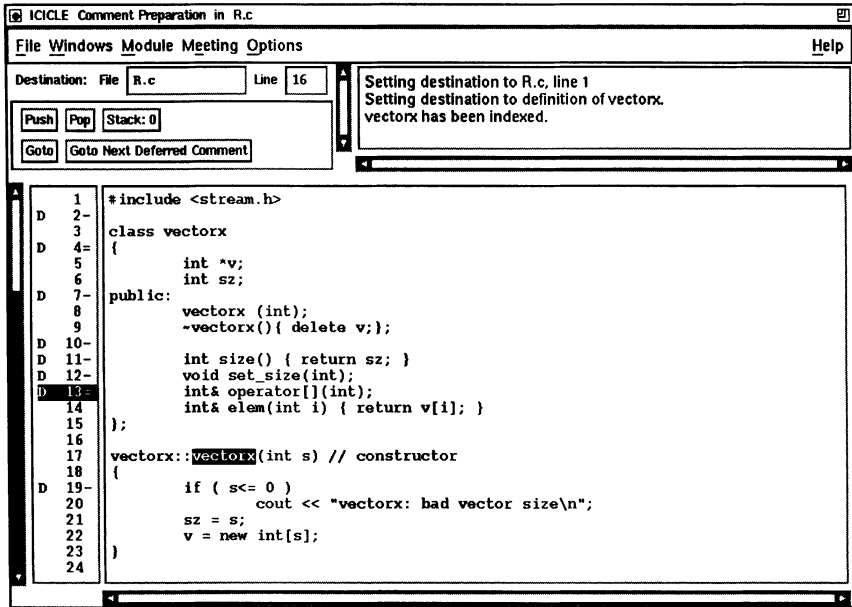 ICICLE Comment Preparation in R.c
File Windows Module Meeting Options Help
Destination: File R.c Line 16
Push Pop Stack: 0
Goto Goto Next Deferred Comment
Setting destination to R.c, line 1
Setting destination to definition of vectorx.
vectorx has been indexed.
1 #include <stream.h>
D 2-
3 class vectorx
D 4= {
5 int *v;
6 int sz;
D 7- public:
8 vectorx (int);
9 ~vectorx(){ delete v;};
D 10-
D 11- int size() { return sz; }
D 12- void set_size(int);
D 13= int& operator[](int);
14 int& elem(int i) { return v[i]; }
15 };
16
17 vectorx::vectorx(int s) // constructor
18 {
D 19- if ( s<= 0 )
20 cout << "vectorx: bad vector size\n";
21 sz = s;
22 v = new int[s];
23 }
24